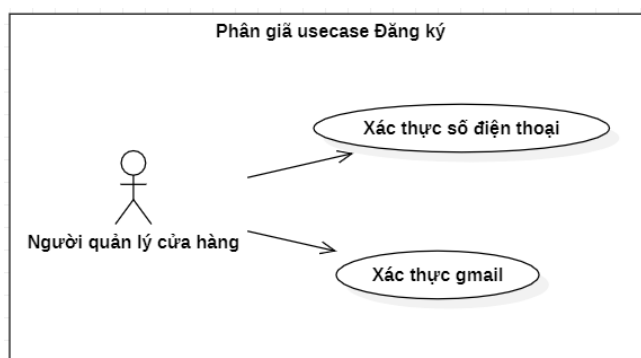 Phân giã usecase Đăng ký
Xác thực số điện thoại
Người quản lý cửa hàng
Xác thực gmail